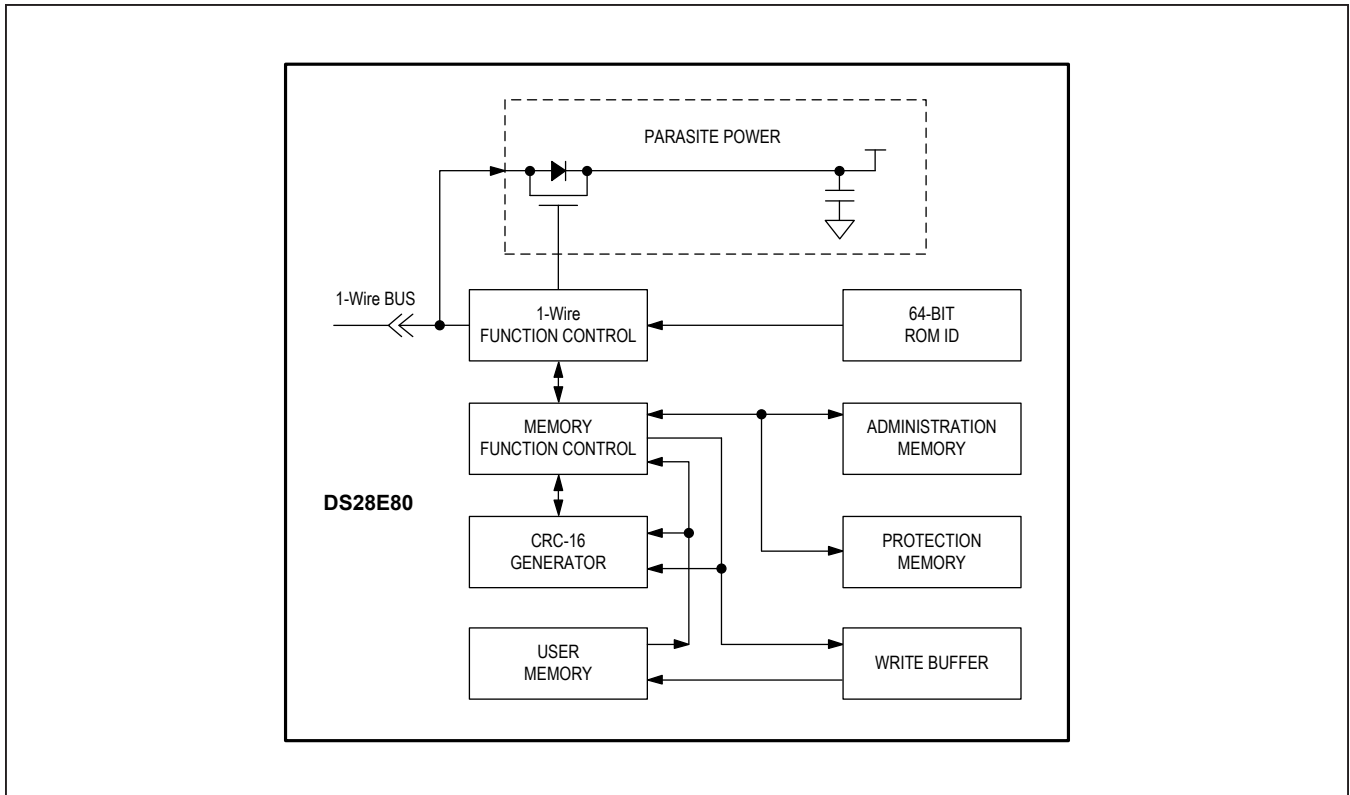 PARASITE POWER
1-Wire BUS
1-Wire
FUNCTION CONTROL
64-BIT
ROM ID
MEMORY
FUNCTION CONTROL
ADMINISTRATION
MEMORY
DS28E80
CRC-16
GENERATOR
PROTECTION
MEMORY
USER
MEMORY
WRITE BUFFER